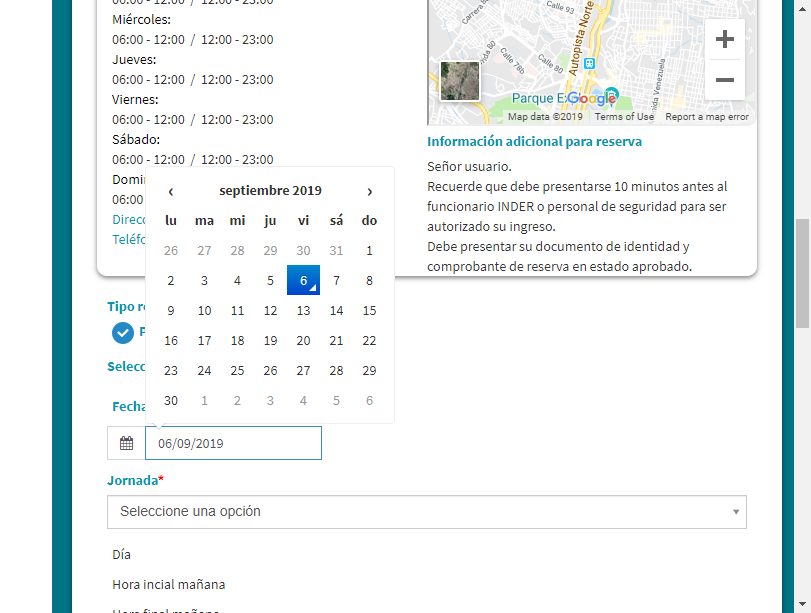 06:00 - 12:00 / 12:00 - 23:00
Miércoles:
06:00 - 12:00 / 12:00 - 23:00
Jueves:
06:00 - 12:00 / 12:00 - 23:00
Viernes:
06:00 - 12:00 / 12:00 - 23:00
Sábado:
06:00 - 12:00 / 12:00 - 23:00
Domi
06:00
Direcc
Teléfo
Carrera
Calle 93
Autopista Norte
Calle 80
Calle 78b
Calle 80
nida Venezuela
Parque E
Google
Map data ©2019 Terms of Use Report a map error
Información adicional para reserva
Señor usuario.
Recuerde que debe presentarse 10 minutos antes al
funcionario INDER o personal de seguridad para ser
autorizado su ingreso.
Debe presentar su documento de identidad y
comprobante de reserva en estado aprobado.
‹ septiembre 2019 ›
lu ma mi ju vi sá do
26 27 28 29 30 31 1
2 3 4 5 6 7 8
9 10 11 12 13 14 15
16 17 18 19 20 21 22
23 24 25 26 27 28 29
30 1 2 3 4 5 6
Tipo r
P
Selecc
Fecha
06/09/2019
Jornada*
Seleccione una opción
Día
Hora incial mañana
Hora final mañana